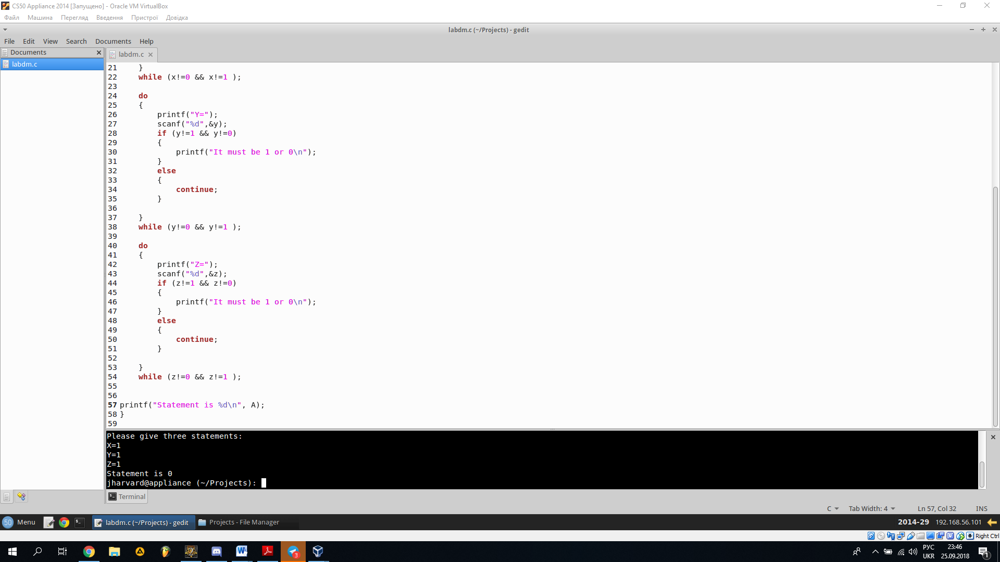 CS50 Appliance 2014 [Запущено] - Oracle VM VirtualBox
Файл Машина Перегляд Введення Пристрої Довідка
labdm.c (~/Projects) - gedit
File Edit View Search Documents Help
Documents
labdm.c
labdm.c
21 }
22 while (x!=0 && x!=1 );
23
24 do
25 {
26 printf("Y=");
27 scanf("%d",&y);
28 if (y!=1 && y!=0)
29 {
30 printf("It must be 1 or 0\n");
31 }
32 else
33 {
34 continue;
35 }
36
37 }
38 while (y!=0 && y!=1 );
39
40 do
41 {
42 printf("Z=");
43 scanf("%d",&z);
44 if (z!=1 && z!=0)
45 {
46 printf("It must be 1 or 0\n");
47 }
48 else
49 {
50 continue;
51 }
52
53 }
54 while (z!=0 && z!=1 );
55
56
57 printf("Statement is %d\n", A);
58 }
59
Please give three statements:
X=1
Y=1
Z=1
Statement is 0
jharvard@appliance (~/Projects):
Terminal
C Tab Width: 4 Ln 57, Col 32 INS
50 Menu labdm.c (~/Projects) - gedit Projects - File Manager 2014-29 192.168.56.101
Right Ctrl
3
РУС
UKR
23:46
25.09.2018
1